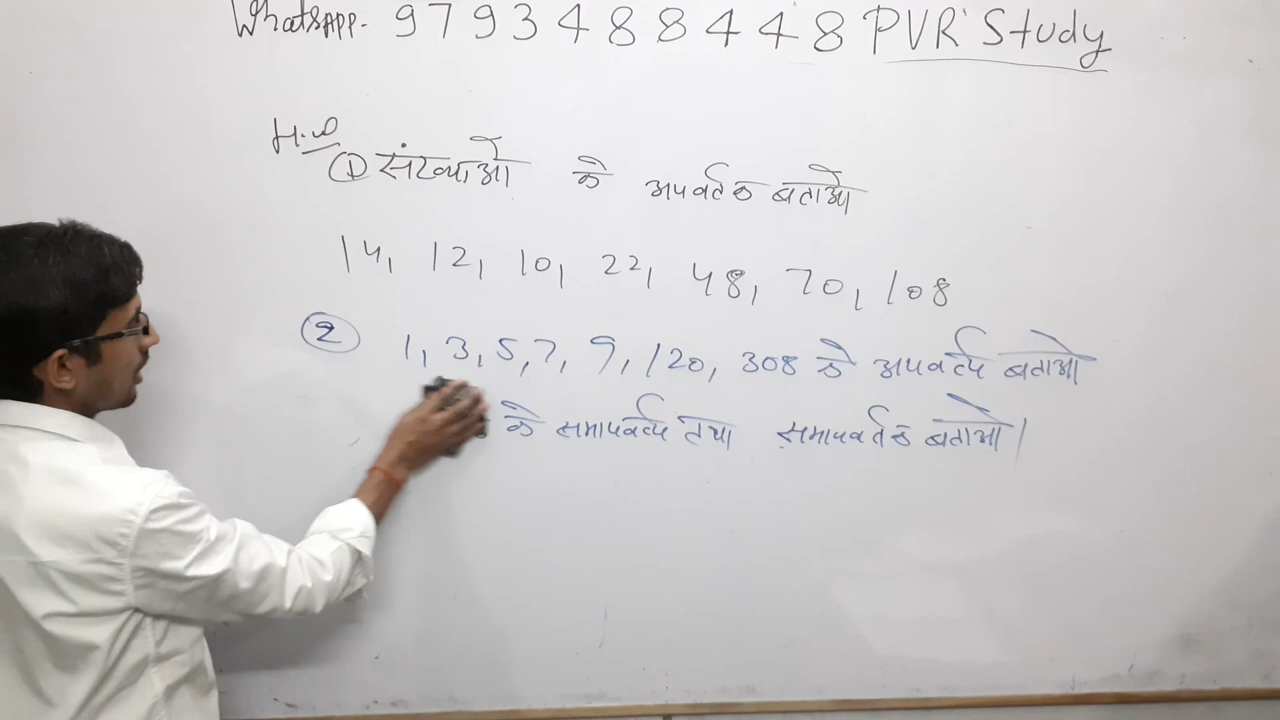 WhatsAPP. 9793488448 PVR Study
H.W
① संख्याओ के अपवर्तक बताओ
14, 12, 10, 22, 48, 70, 108
② 1, 3, 5, 7, 9, 120, 308 के अपवर्त्य बताओ
के समापवर्त्य तथा समापवर्तक बताओ।